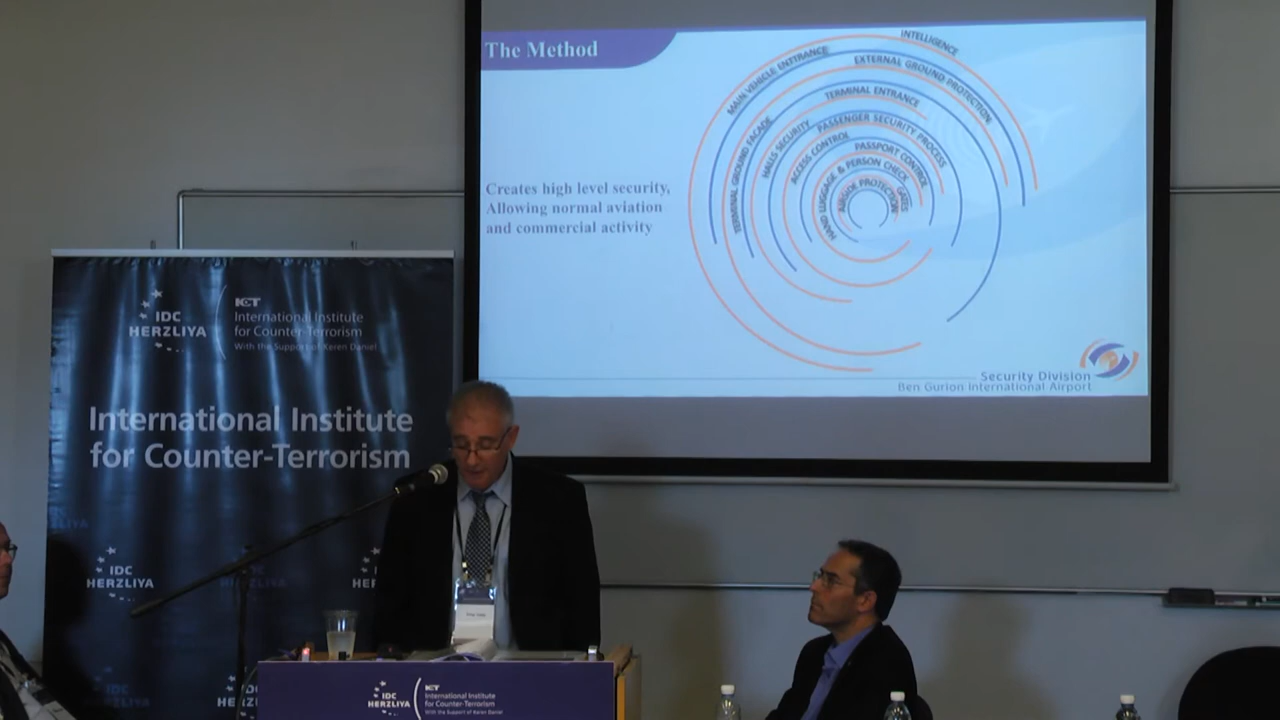 The Method
INTELLIGENCE
MAIN VEHICLE ENTTRANCE
EXTERNAL GROUND PROTECTION
TERMINAL ENTRANCE
TERMINAL GROUND FACADE
HALLS SECURITY
PASSENGER SECURITY PROCESS
ACCESS CONTROL
PASSPORT CONTROL
HAND LUGGAGE & PERSON CHECK
GATES
AIRSIDE PROTECTION
Creates high level security,
Allowing normal aviation
and commercial activity
Security Division
Ben Gurion International Airport
IDC
HERZLIYA
ICT
International Institute
for Counter-Terrorism
With the Support of Keren Daniel
International Institute
for Counter-Terrorism
IDC
HERZLIYA
IDC
HERZLIYA
IDC
HERZLIYA
ICT
International Institute
for Counter-Terrorism
With the Support of Keren Daniel